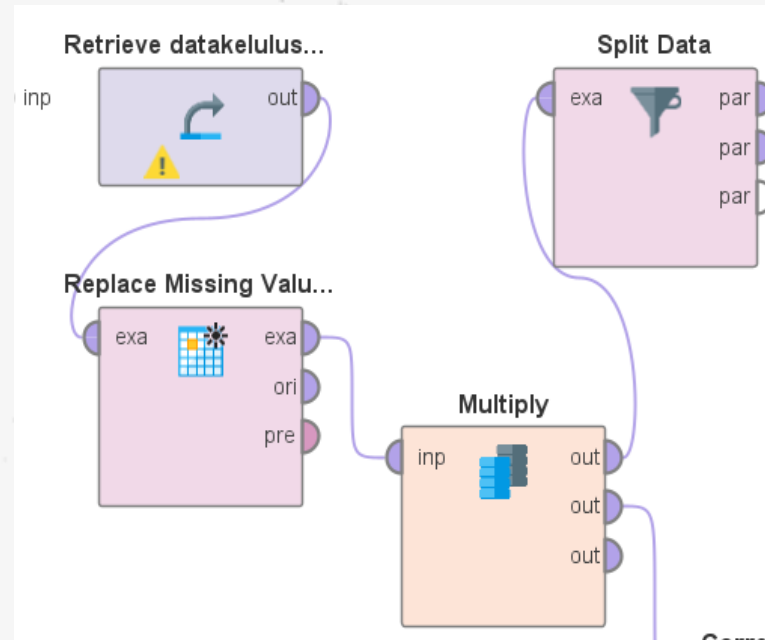 Retrieve datakelulus...
inp
out
Replace Missing Valu...
exa
exa
ori
pre
Multiply
inp
out
out
out
Split Data
exa
par
par
par